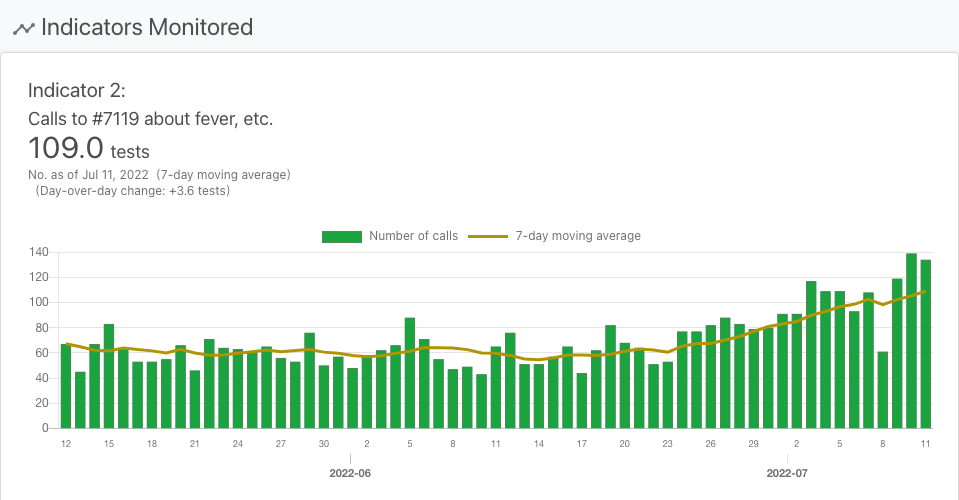 Indicators Monitored
Indicator 2:
Calls to #7119 about fever, etc.
109.0 tests
No. as of Jul 11, 2022 (7-day moving average)
(Day-over-day change: +3.6 tests)
Number of calls 7-day moving average
140
120
100
80
60
40
20
0
12 15 18 21 24 27 30 2 5 8 11 14 17 20 23 26 29 2 5 8 11
2022-06 2022-07